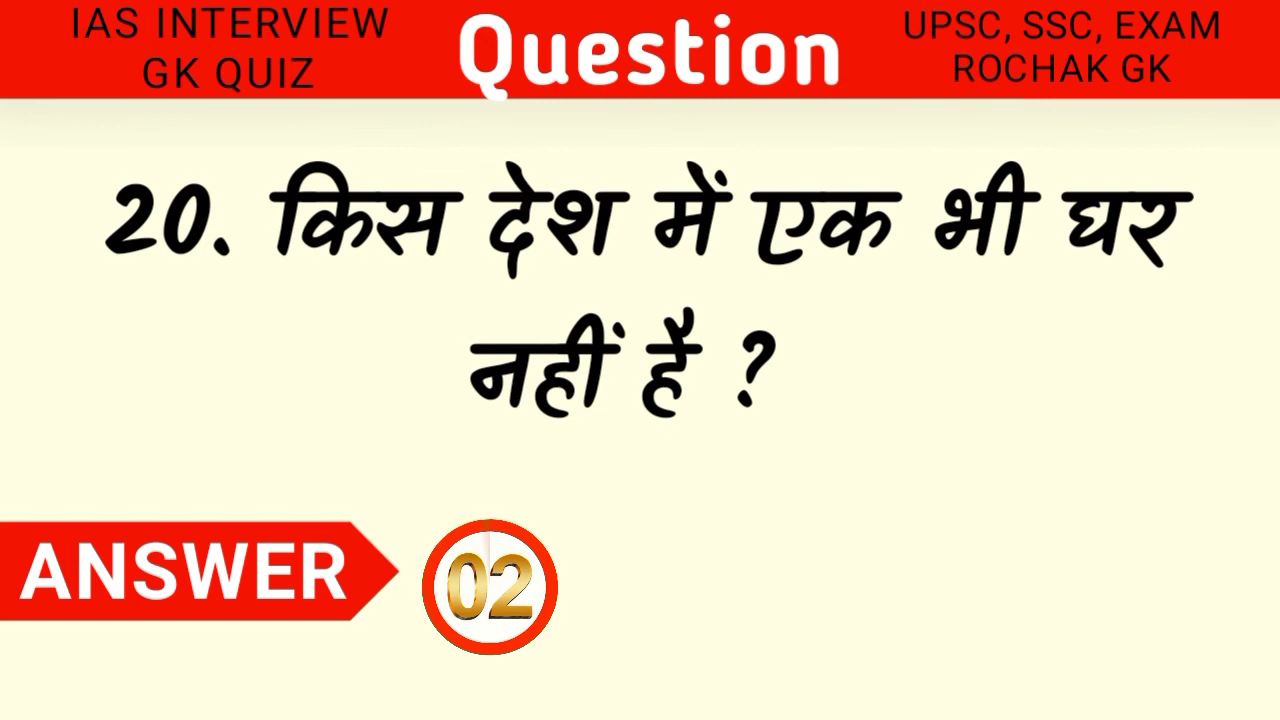 IAS INTERVIEW
GK QUIZ
Question
UPSC, SSC, EXAM
ROCHAK GK
20. किस देश में एक भी घर
नहीं है ?
ANSWER
02